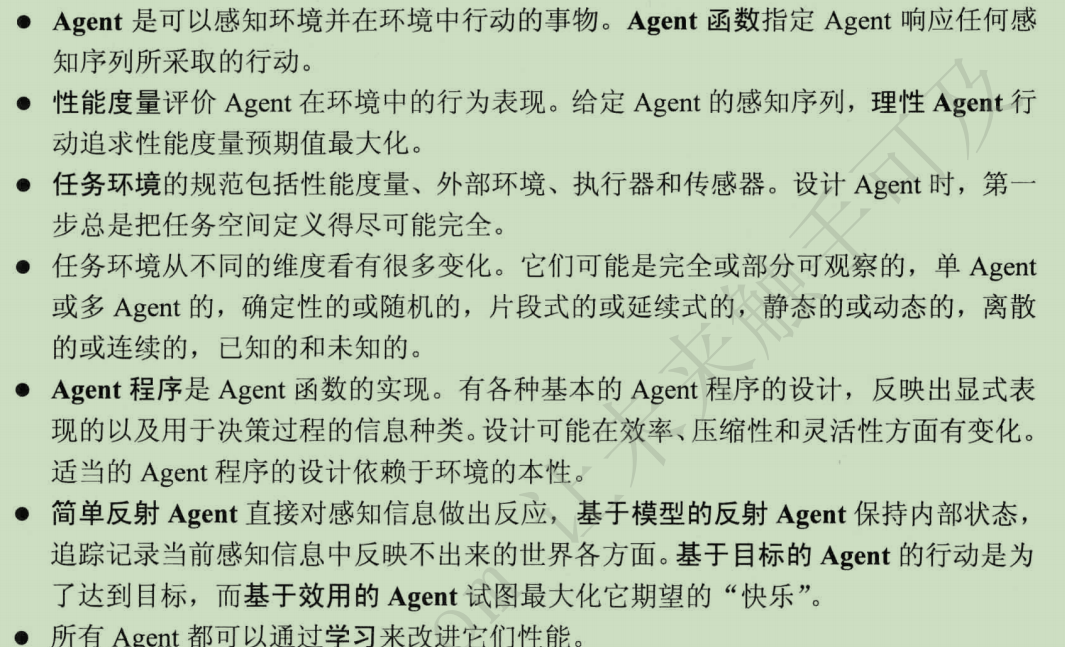 ● Agent 是可以感知环境并在环境中行动的事物。Agent 函数指定 Agent 响应任何感
知序列所采取的行动。
● 性能度量评价 Agent 在环境中的行为表现。给定 Agent 的感知序列，理性 Agent 行
动追求性能度量预期值最大化。
● 任务环境的规范包括性能度量、外部环境、执行器和传感器。设计 Agent 时，第一
步总是把任务空间定义得尽可能完全。
● 任务环境从不同的维度看有很多变化。它们可能是完全或部分可观察的，单 Agent
或多 Agent 的，确定性的或随机的，片段式的或延续式的，静态的或动态的，离散
的或连续的，已知的和未知的。
● Agent 程序是 Agent 函数的实现。有各种基本的 Agent 程序的设计，反映出显式表
现的以及用于决策过程的信息种类。设计可能在效率、压缩性和灵活性方面有变化。
适当的 Agent 程序的设计依赖于环境的本性。
● 简单反射 Agent 直接对感知信息做出反应，基于模型的反射 Agent 保持内部状态，
追踪记录当前感知信息中反映不出来的世界各方面。基于目标的 Agent 的行动是为
了达到目标，而基于效用的 Agent 试图最大化它期望的“快乐”。
● 所有 Agent 都可以通过学习来改进它们性能。
om 让未来触手可及